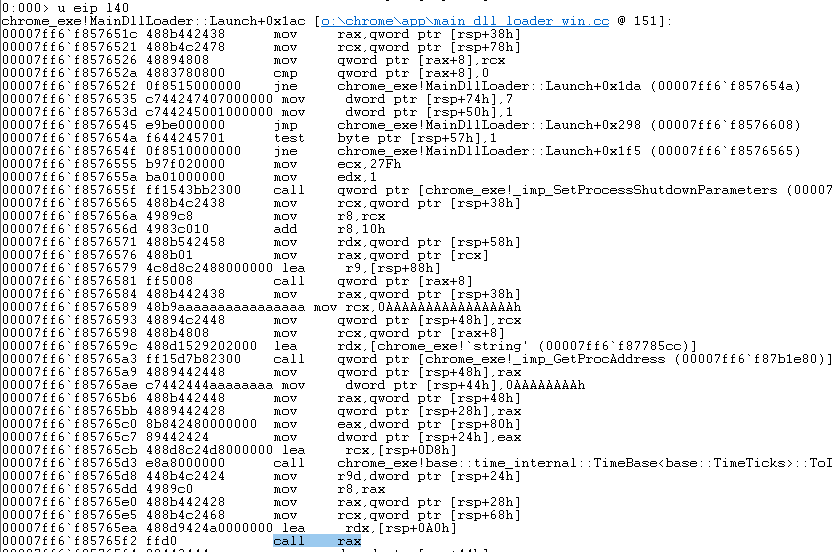 0:000> u eip l40
chrome_exe!MainDllLoader::Launch+0x1ac [o:\chrome\app\main_dll_loader_win.cc @ 151]:
00007ff6`f857651c 488b442438 mov rax,qword ptr [rsp+38h]
00007ff6`f8576521 488b4c2478 mov rcx,qword ptr [rsp+78h]
00007ff6`f8576526 48894808 mov qword ptr [rax+8],rcx
00007ff6`f857652a 4883780800 cmp qword ptr [rax+8],0
00007ff6`f857652f 0f8515000000 jne chrome_exe!MainDllLoader::Launch+0x1da (00007ff6`f857654a)
00007ff6`f8576535 c744247407000000 mov dword ptr [rsp+74h],7
00007ff6`f857653d c744245001000000 mov dword ptr [rsp+50h],1
00007ff6`f8576545 e9be000000 jmp chrome_exe!MainDllLoader::Launch+0x298 (00007ff6`f8576608)
00007ff6`f857654a f644245701 test byte ptr [rsp+57h],1
00007ff6`f857654f 0f8510000000 jne chrome_exe!MainDllLoader::Launch+0x1f5 (00007ff6`f8576565)
00007ff6`f8576555 b97f020000 mov ecx,27Fh
00007ff6`f857655a ba01000000 mov edx,1
00007ff6`f857655f ff1543bb2300 call qword ptr [chrome_exe!_imp_SetProcessShutdownParameters (00007
00007ff6`f8576565 488b4c2438 mov rcx,qword ptr [rsp+38h]
00007ff6`f857656a 4989c8 mov r8,rcx
00007ff6`f857656d 4983c010 add r8,10h
00007ff6`f8576571 488b542458 mov rdx,qword ptr [rsp+58h]
00007ff6`f8576576 488b01 mov rax,qword ptr [rcx]
00007ff6`f8576579 4c8d8c2488000000 lea r9,[rsp+88h]
00007ff6`f8576581 ff5008 call qword ptr [rax+8]
00007ff6`f8576584 488b442438 mov rax,qword ptr [rsp+38h]
00007ff6`f8576589 48b9aaaaaaaaaaaaaaaa mov rcx,0AAAAAAAAAAAAAAAAh
00007ff6`f8576593 48894c2448 mov qword ptr [rsp+48h],rcx
00007ff6`f8576598 488b4808 mov rcx,qword ptr [rax+8]
00007ff6`f857659c 488d1529202000 lea rdx,[chrome_exe!`string' (00007ff6`f87785cc)]
00007ff6`f85765a3 ff15d7b82300 call qword ptr [chrome_exe!_imp_GetProcAddress (00007ff6`f87b1e80)]
00007ff6`f85765a9 4889442448 mov qword ptr [rsp+48h],rax
00007ff6`f85765ae c7442444aaaaaaaa mov dword ptr [rsp+44h],0AAAAAAAAh
00007ff6`f85765b6 488b442448 mov rax,qword ptr [rsp+48h]
00007ff6`f85765bb 4889442428 mov qword ptr [rsp+28h],rax
00007ff6`f85765c0 8b842480000000 mov eax,dword ptr [rsp+80h]
00007ff6`f85765c7 89442424 mov dword ptr [rsp+24h],eax
00007ff6`f85765cb 488d8c24d8000000 lea rcx,[rsp+0D8h]
00007ff6`f85765d3 e8a8000000 call chrome_exe!base::time_internal::TimeBase<base::TimeTicks>::ToI
00007ff6`f85765d8 448b4c2424 mov r9d,dword ptr [rsp+24h]
00007ff6`f85765dd 4989c0 mov r8,rax
00007ff6`f85765e0 488b442428 mov rax,qword ptr [rsp+28h]
00007ff6`f85765e5 488b4c2468 mov rcx,qword ptr [rsp+68h]
00007ff6`f85765ea 488d9424a0000000 lea rdx,[rsp+0A0h]
00007ff6`f85765f2 ffd0 call rax